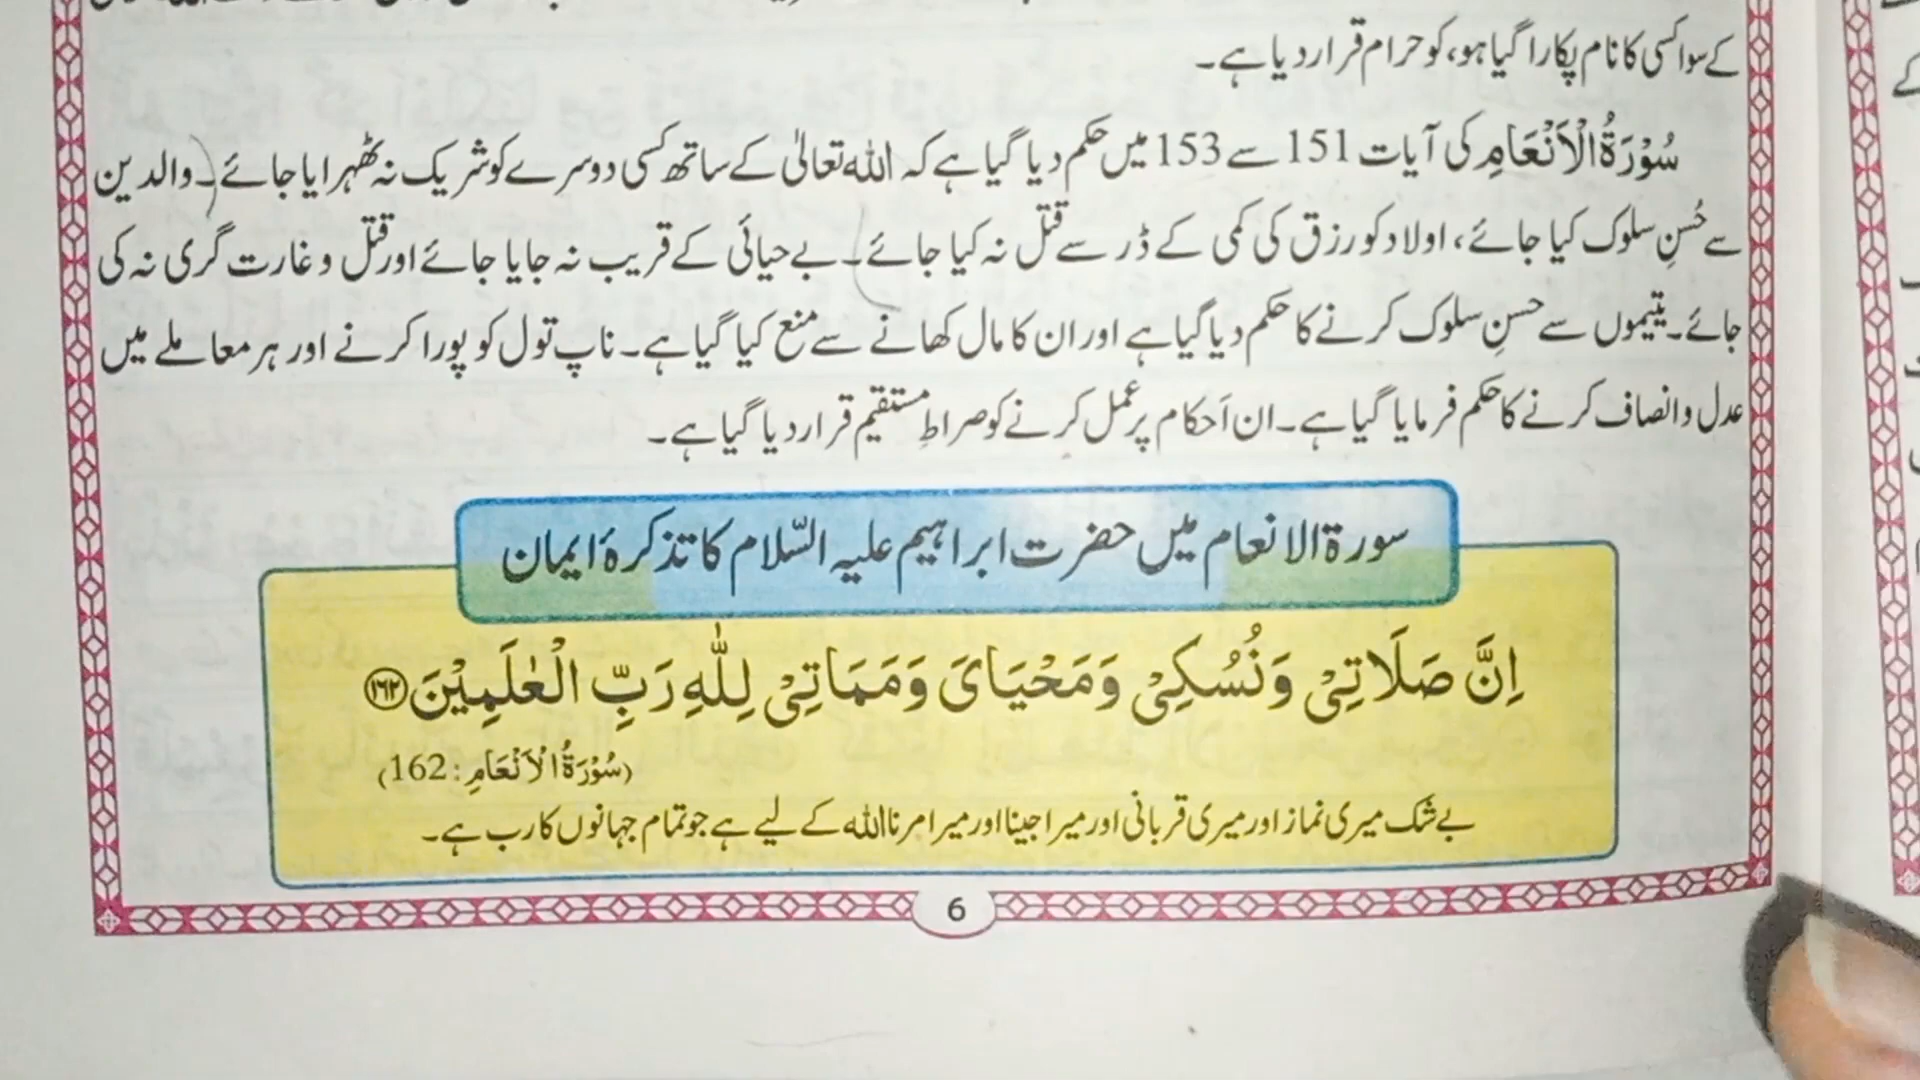 کے سوا کسی کا نام پکارا گیا ہو، کو حرام قرار دیا ہے۔
سُوْرَةُ الْاَنْعَامِ کی آیات 151 سے 153 میں حکم دیا گیا ہے کہ اللہ تعالیٰ کے ساتھ کسی دوسرے کو شریک نہ ٹھہرایا جائے۔ والدین
سے حُسنِ سلوک کیا جائے، اولاد کو رزق کی کمی کے ڈر سے قتل نہ کیا جائے۔ بے حیائی کے قریب نہ جایا جائے اور قتل و غارت گری نہ کی
جائے۔ یتیموں سے حسنِ سلوک کرنے کا حکم دیا گیا ہے اور ان کا مال کھانے سے منع کیا گیا ہے۔ ناپ تول کو پورا کرنے اور ہر معاملے میں
عدل و انصاف کرنے کا حکم فرمایا گیا ہے۔ ان اَحکام پر عمل کرنے کو صراطِ مستقیم قرار دیا گیا ہے۔
سورۃ الانعام میں حضرت ابراہیم علیہ السّلام کا تذکرۂ ایمان
اِنَّ صَلَاتِیْ وَنُسُكِیْ وَمَحْیَایَ وَمَمَاتِیْ لِلّٰهِ رَبِّ الْعٰلَمِیْنَ ﴿۱۶۲﴾
(سُوْرَةُ الْاَنْعَامِ: 162)
بے شک میری نماز اور میری قربانی اور میرا جینا اور میرا مرنا اللہ کے لیے ہے جو تمام جہانوں کا رب ہے۔
6